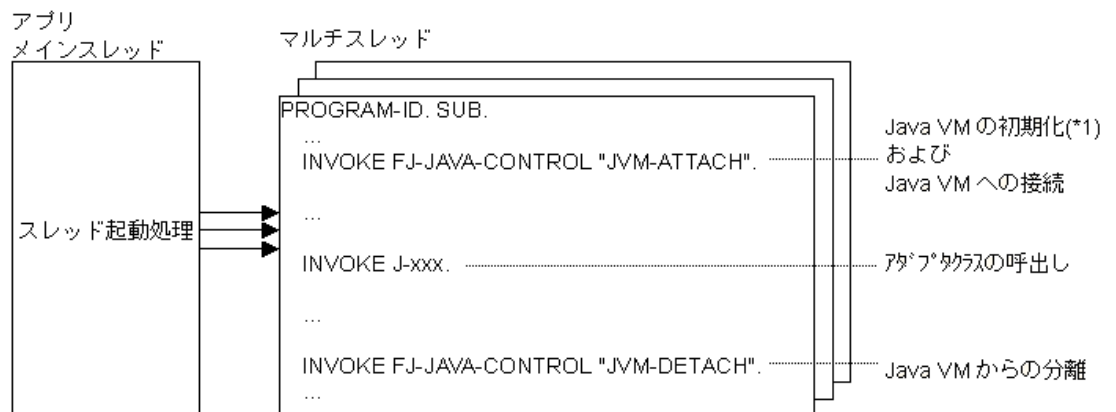 アプリ
メインスレッド
マルチスレッド
スレッド起動処理
PROGRAM-ID. SUB.
...
INVOKE FJ-JAVA-CONTROL "JVM-ATTACH".
...
INVOKE J-xxx.
...
INVOKE FJ-JAVA-CONTROL "JVM-DETACH".
...
Java VM の初期化(*1)
および
Java VM への接続
ｱﾀﾞﾌﾟﾀｸﾗｽの呼出し
Java VM からの分離